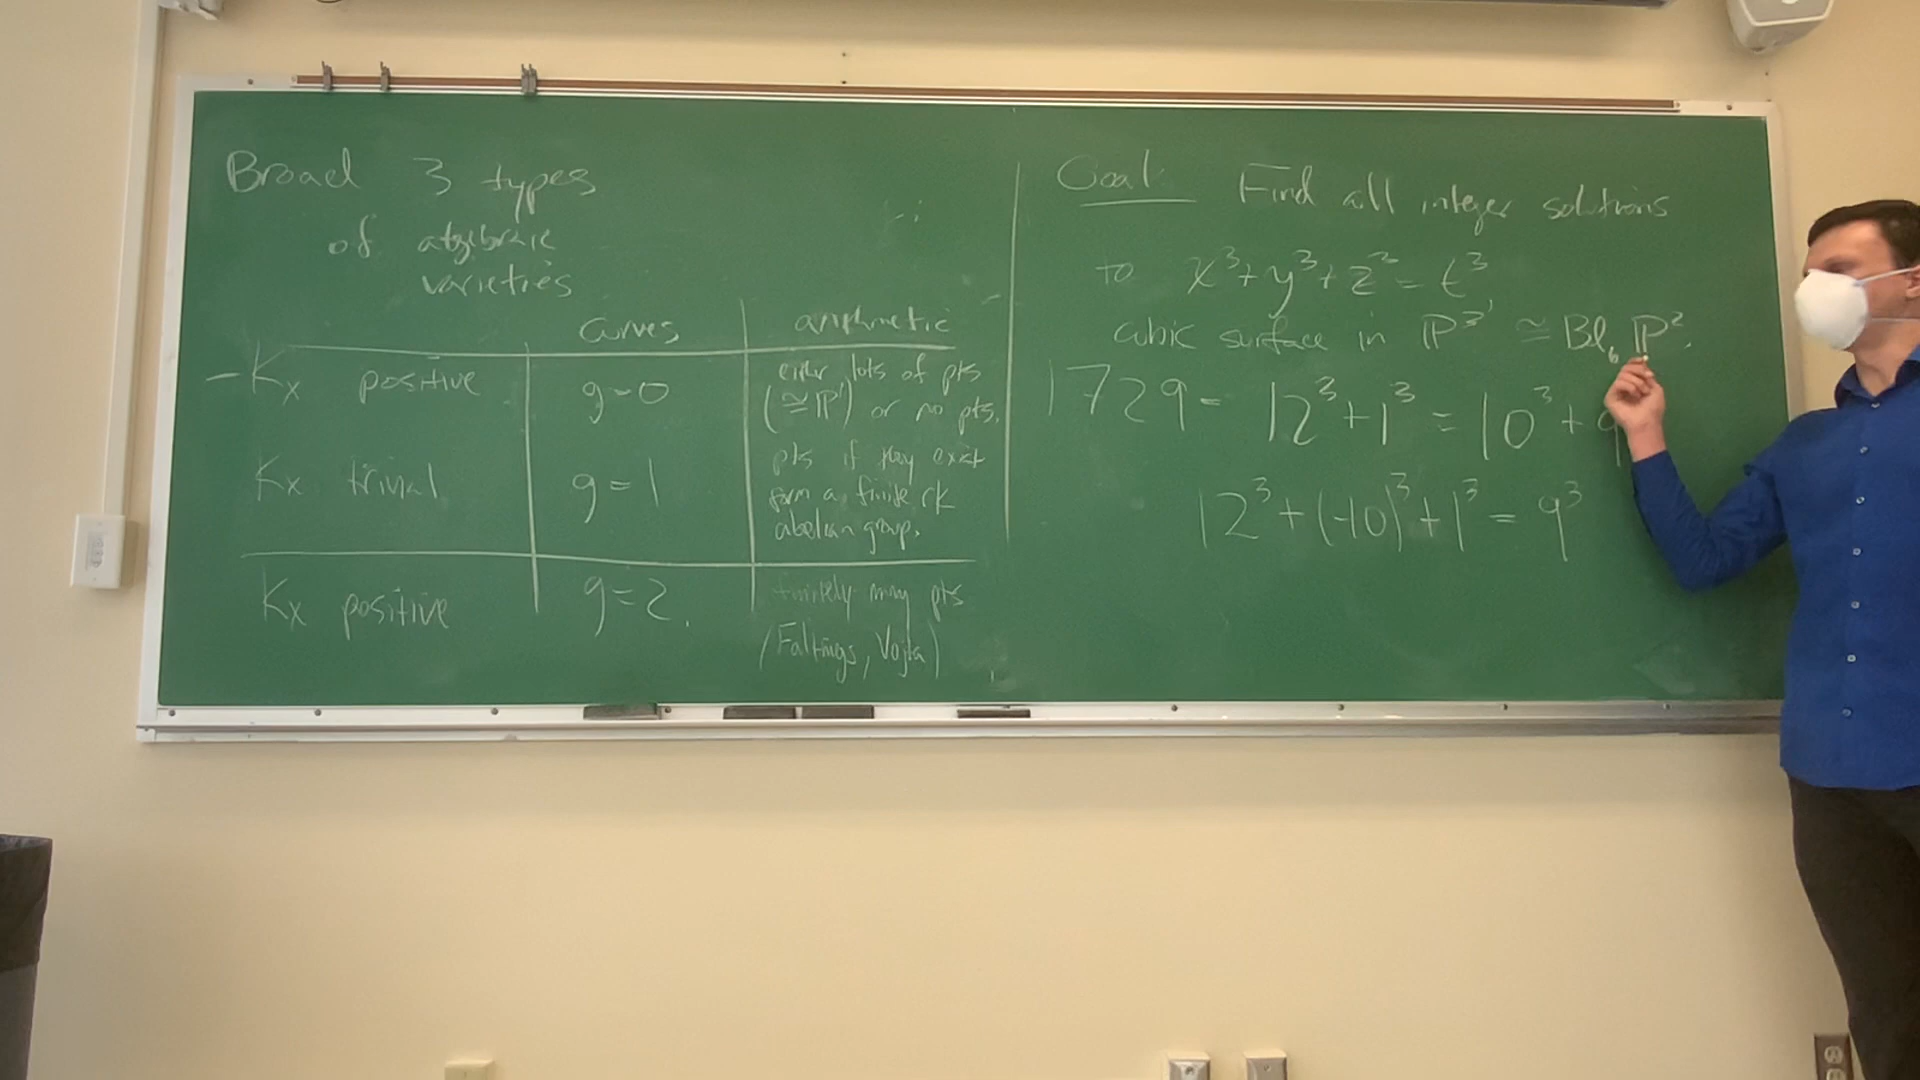 Broad 3 types
of algebraic
varieties
curves arithmetic
-Kx positive g=0 either lots of pts
(≅P¹) or no pts.
Kx trivial g=1 pts if they exist
form a finite rk
abelian group.
Kx positive g=2. finitely many pts
(Faltings, Vojta)
Goal: Find all integer solutions
to x³+y³+z³=t³
cubic surface in P³ ≅ Bl₆ P².
1729 = 12³+1³ = 10³+9
12³+(-10)³+1³ = 9³